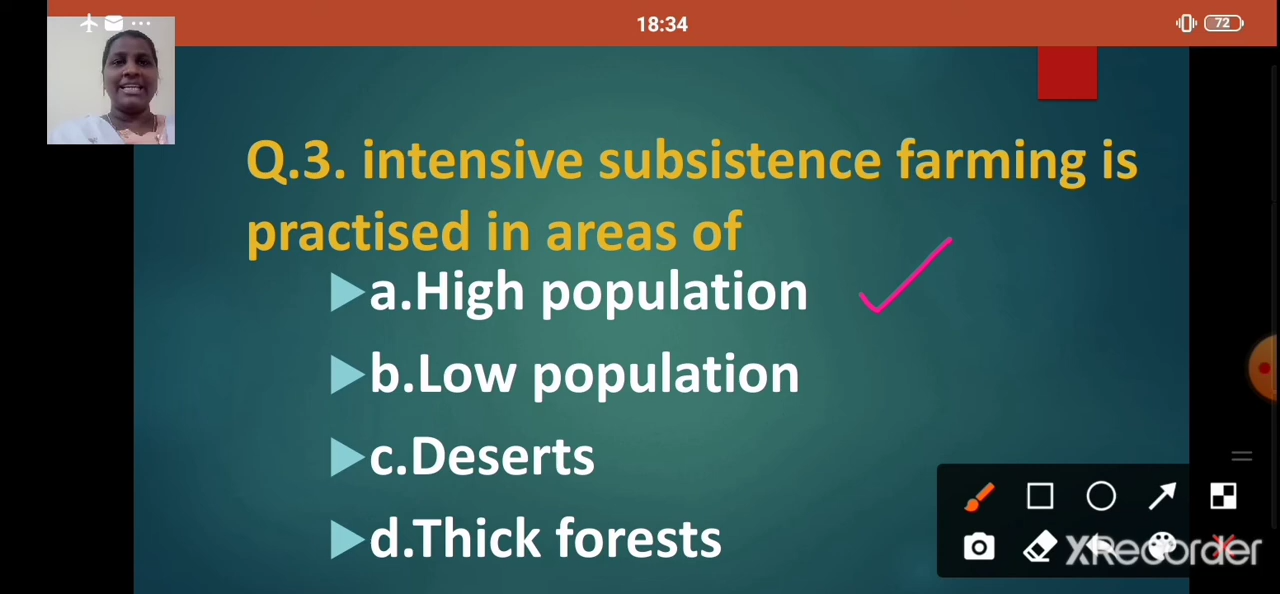 18:34
72
Q.3. intensive subsistence farming is
practised in areas of
a.High population
b.Low population
c.Deserts
d.Thick forests
XRecorder